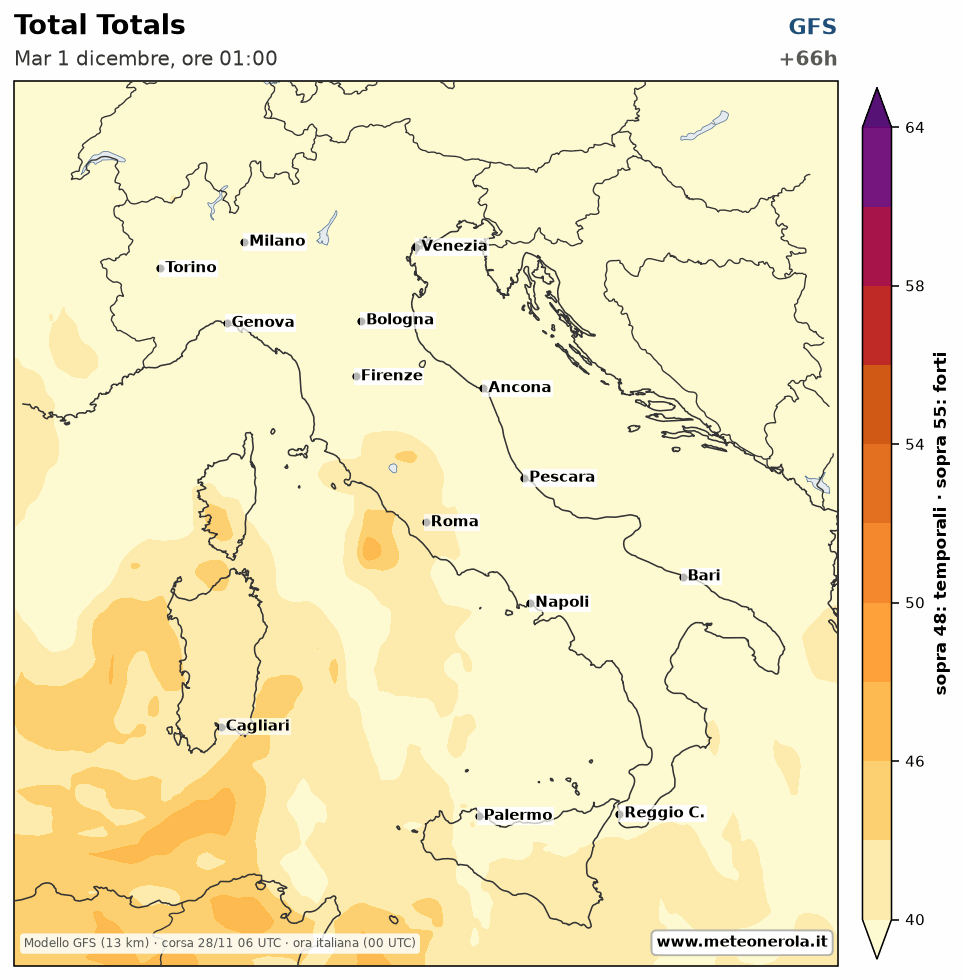 Total Totals
GFS
Mar 1 dicembre, ore 01:00
+66h
64
58
54
50
46
40
sopra 48: temporali · sopra 55: forti
Milano
Venezia
Torino
Genova
Bologna
Firenze
Ancona
Pescara
Roma
Bari
Napoli
Cagliari
Palermo
Reggio C.
Modello GFS (13 km) · corsa 28/11 06 UTC · ora italiana (00 UTC)
www.meteonerola.it